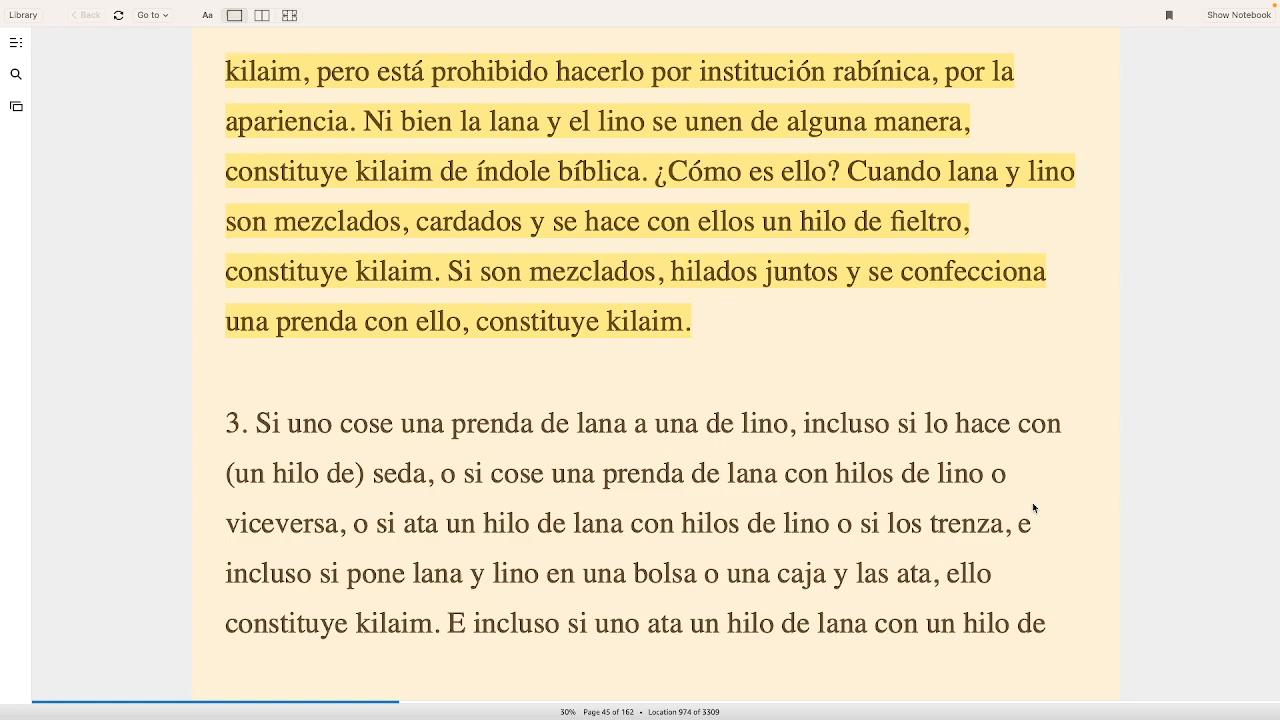 Library
Back
Go to
Aa
Show Notebook
kilaim, pero está prohibido hacerlo por institución rabínica, por la
apariencia. Ni bien la lana y el lino se unen de alguna manera,
constituye kilaim de índole bíblica. ¿Cómo es ello? Cuando lana y lino
son mezclados, cardados y se hace con ellos un hilo de fieltro,
constituye kilaim. Si son mezclados, hilados juntos y se confecciona
una prenda con ello, constituye kilaim.
3. Si uno cose una prenda de lana a una de lino, incluso si lo hace con
(un hilo de) seda, o si cose una prenda de lana con hilos de lino o
viceversa, o si ata un hilo de lana con hilos de lino o si los trenza, e
incluso si pone lana y lino en una bolsa o una caja y las ata, ello
constituye kilaim. E incluso si uno ata un hilo de lana con un hilo de
30% Page 45 of 162 • Location 974 of 3309